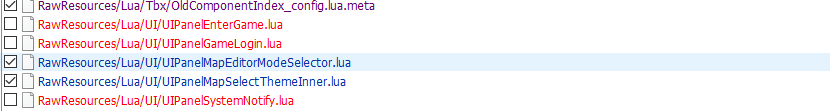 RawResources/Lua/Tbx/OldComponentIndex_config.lua.meta
RawResources/Lua/UI/UIPanelEnterGame.lua
RawResources/Lua/UI/UIPanelGameLogin.lua
RawResources/Lua/UI/UIPanelMapEditorModeSelector.lua
RawResources/Lua/UI/UIPanelMapSelectThemeInner.lua
RawResources/Lua/UI/UIPanelSystemNotify.lua